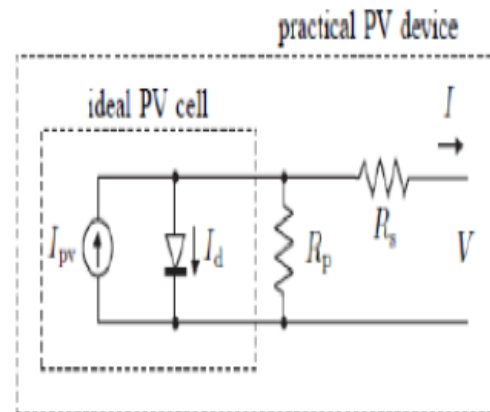 practical PV device
ideal PV cell
I
I_pv
I_d
R_p
R_s
V